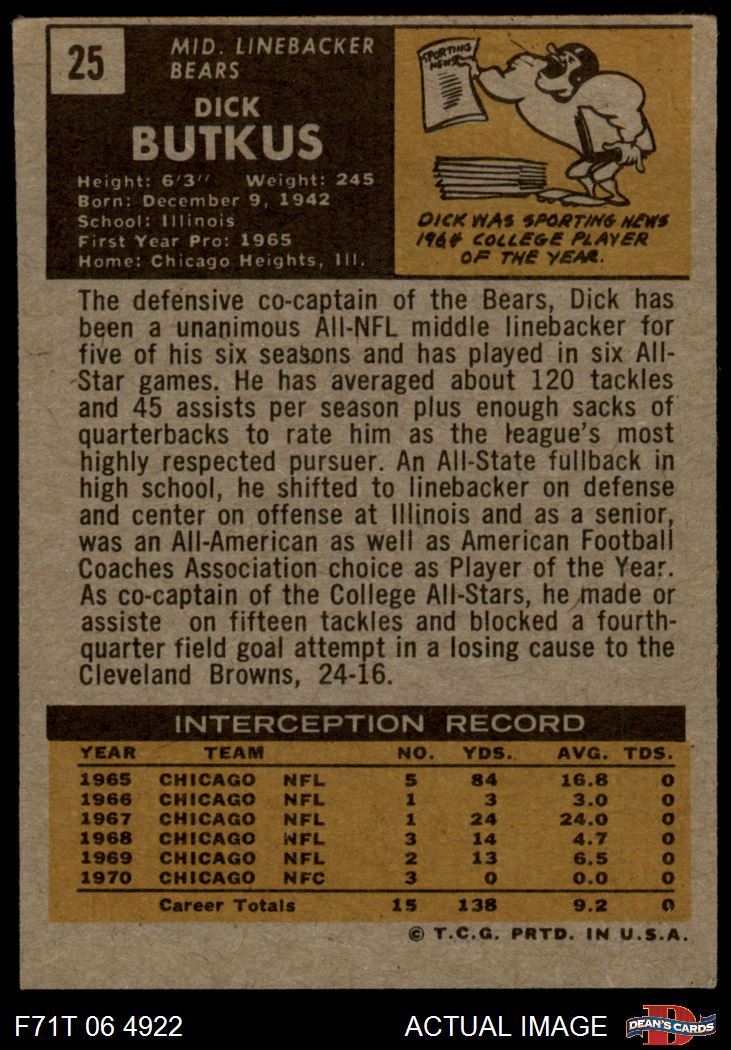 25
MID. LINEBACKER
BEARS
DICK
BUTKUS
Height: 6'3" Weight: 245
Born: December 9, 1942
School: Illinois
First Year Pro: 1965
Home: Chicago Heights, Ill.
SPORTING
NEWS
DICK WAS SPORTING NEWS
1964 COLLEGE PLAYER
OF THE YEAR.
The defensive co-captain of the Bears, Dick has
been a unanimous All-NFL middle linebacker for
five of his six seasons and has played in six All-
Star games. He has averaged about 120 tackles
and 45 assists per season plus enough sacks of
quarterbacks to rate him as the league's most
highly respected pursuer. An All-State fullback in
high school, he shifted to linebacker on defense
and center on offense at Illinois and as a senior,
was an All-American as well as American Football
Coaches Association choice as Player of the Year.
As co-captain of the College All-Stars, he made or
assiste on fifteen tackles and blocked a fourth-
quarter field goal attempt in a losing cause to the
Cleveland Browns, 24-16.
INTERCEPTION RECORD
YEAR TEAM NO. YDS. AVG. TDS.
1965 CHICAGO NFL 5 84 16.8 0
1966 CHICAGO NFL 1 3 3.0 0
1967 CHICAGO NFL 1 24 24.0 0
1968 CHICAGO NFL 3 14 4.7 0
1969 CHICAGO NFL 2 13 6.5 0
1970 CHICAGO NFC 3 0 0.0 0
Career Totals 15 138 9.2 0
© T.C.G. PRTD. IN U.S.A.
F71T 06 4922 ACTUAL IMAGE
D
DEAN'S CARDS